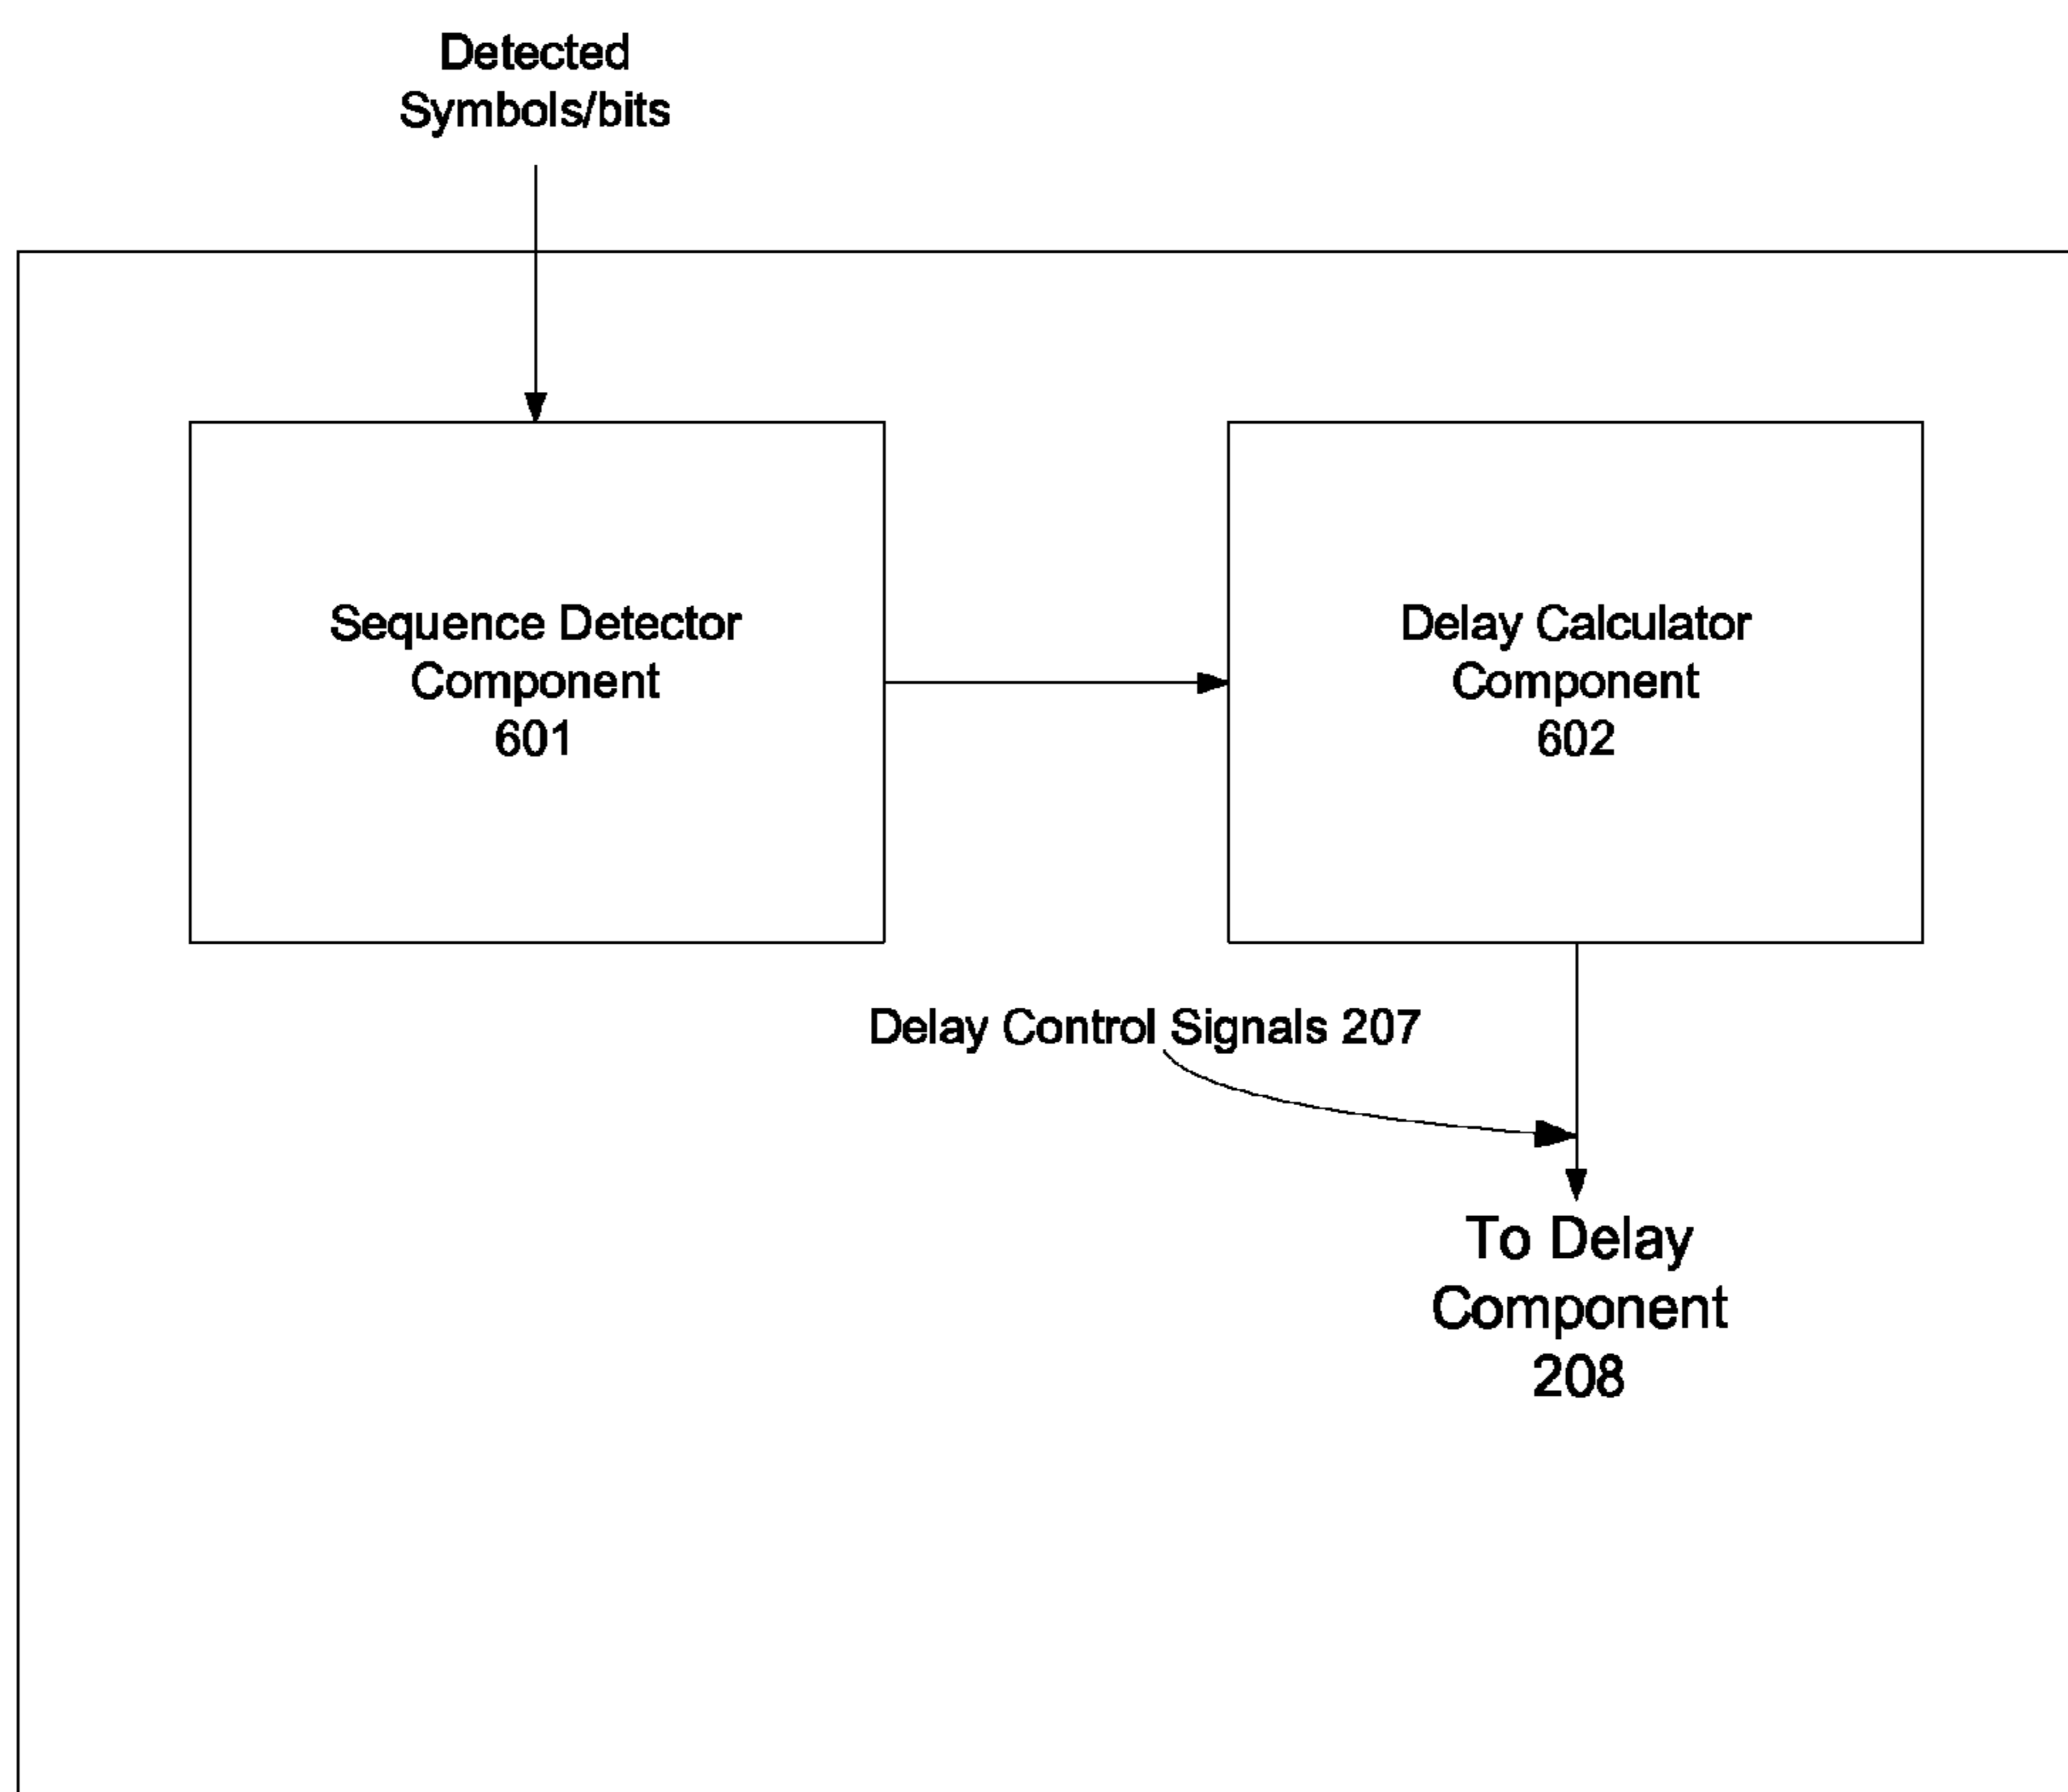 Detected
Symbols/bits
Sequence Detector
Component
601
Delay Calculator
Component
602
Delay Control Signals 207
To Delay
Component
208